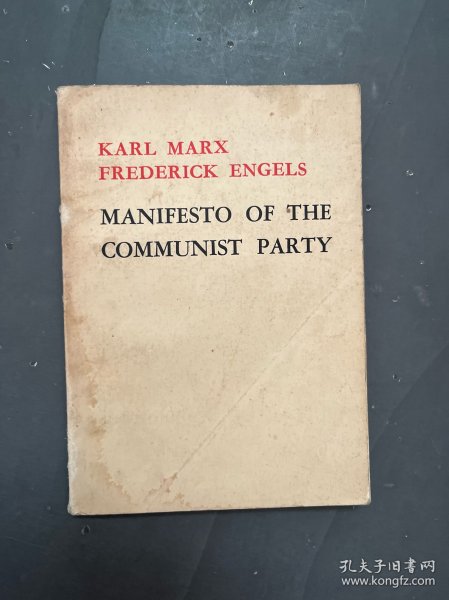 KARL MARX
FREDERICK ENGELS
MANIFESTO OF THE
COMMUNIST PARTY
孔夫子旧书网
www.kongfz.com